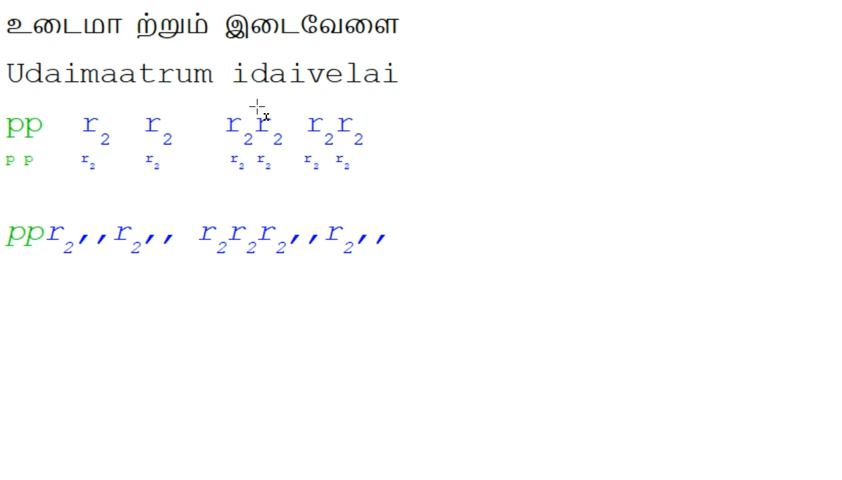 உடைமா ற்றும் இடைவேளை
Udaimaatrum idaivelai
pp r₂ r₂ r₂r₂ r₂r₂
p p r₂ r₂ r₂ r₂ r₂ r₂
ppr₂,,r₂,, r₂r₂r₂,,r₂,,